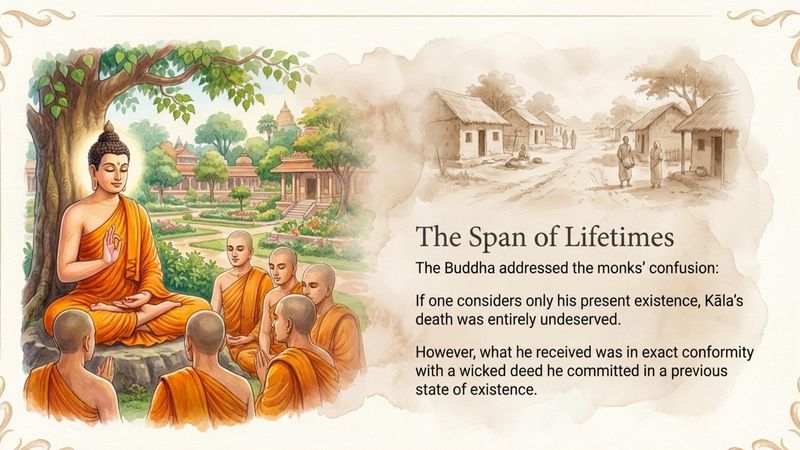 The Span of Lifetimes
The Buddha addressed the monks’ confusion:
If one considers only his present existence, Kāla’s
death was entirely undeserved.
However, what he received was in exact conformity
with a wicked deed he committed in a previous
state of existence.